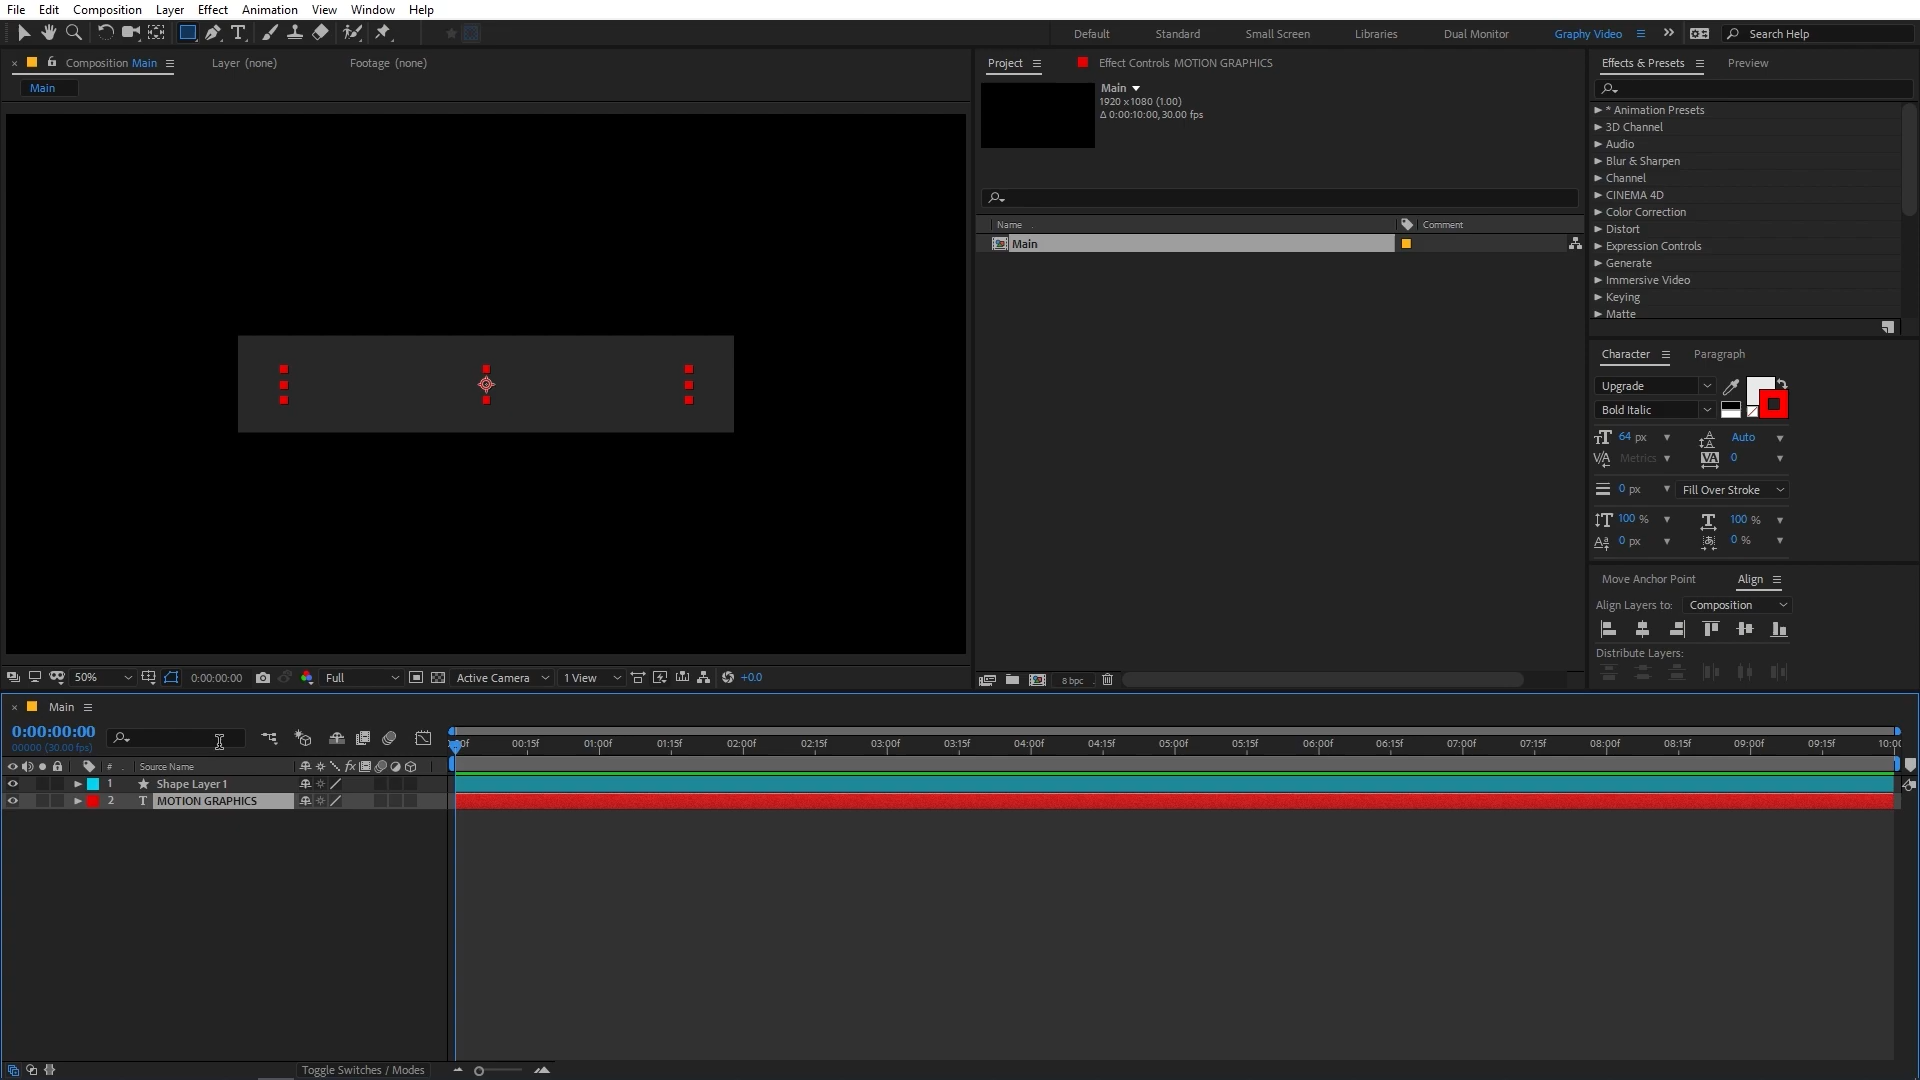 File Edit Composition Layer Effect Animation View Window Help
Default Standard Small Screen Libraries Dual Monitor Graphy Video Search Help
Composition Main Layer (none) Footage (none)
Main
Project Effect Controls MOTION GRAPHICS
Main
1920 x1080 (1.00)
Δ 0:00:10:00, 30.00 fps
Name Comment
Main
8 bpc
Effects & Presets Preview
* Animation Presets
3D Channel
Audio
Blur & Sharpen
Channel
CINEMA 4D
Color Correction
Distort
Expression Controls
Generate
Immersive Video
Keying
Matte
Character Paragraph
Upgrade
Bold Italic
64 px Auto
Metrics 0
0 px Fill Over Stroke
100 % 100 %
0 px 0 %
Move Anchor Point Align
Align Layers to: Composition
Distribute Layers:
50% 0:00:00:00 Full Active Camera 1 View +0.0
Main
0:00:00:00
00000 (30.00 fps)
00:15f 01:00f 01:15f 02:00f 02:15f 03:00f 03:15f 04:00f 04:15f 05:00f 05:15f 06:00f 06:15f 07:00f 07:15f 08:00f 08:15f 09:00f 09:15f
# Source Name
1 Shape Layer 1
2 T MOTION GRAPHICS
Toggle Switches / Modes